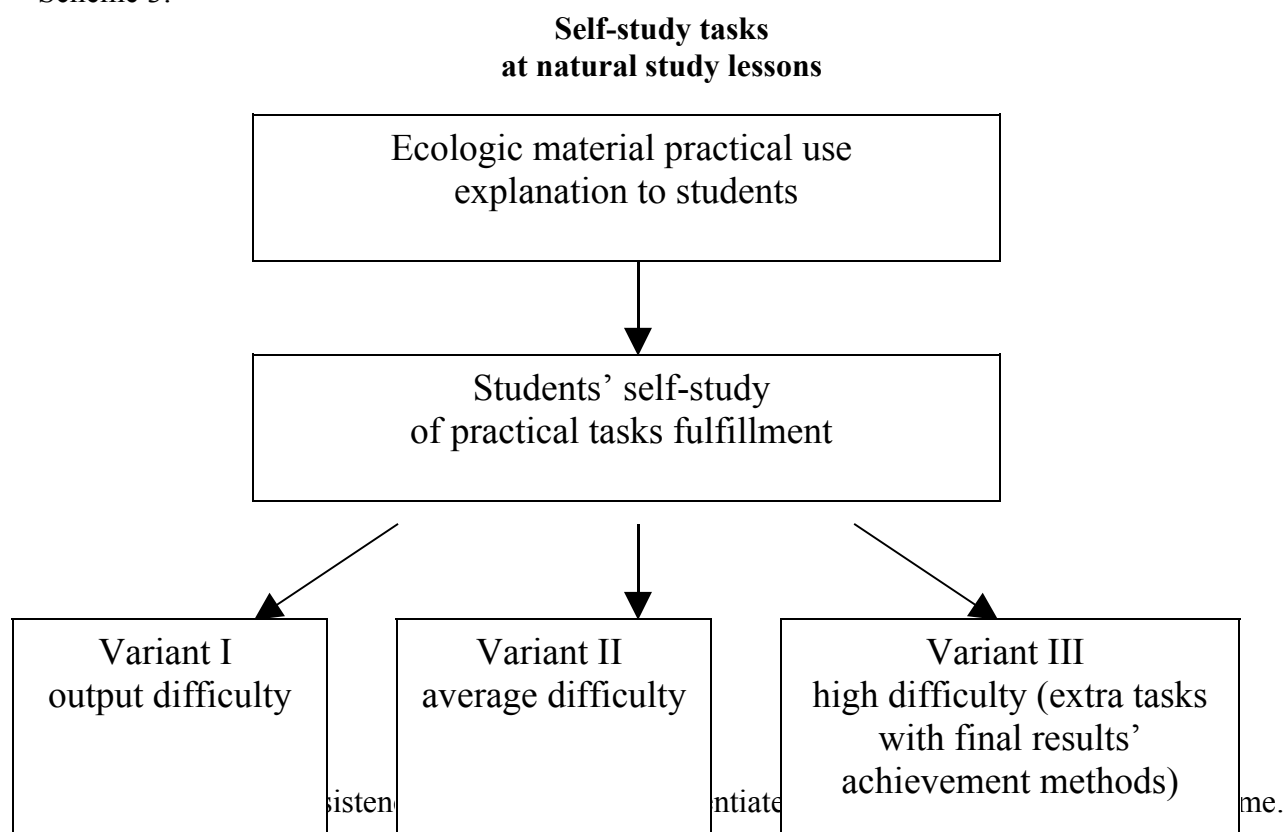 Self-study tasks
at natural study lessons
Ecologic material practical use
explanation to students
Students’ self-study
of practical tasks fulfillment
Variant I
output difficulty
Variant II
average difficulty
Variant III
high difficulty (extra tasks
with final results’
achievement methods)